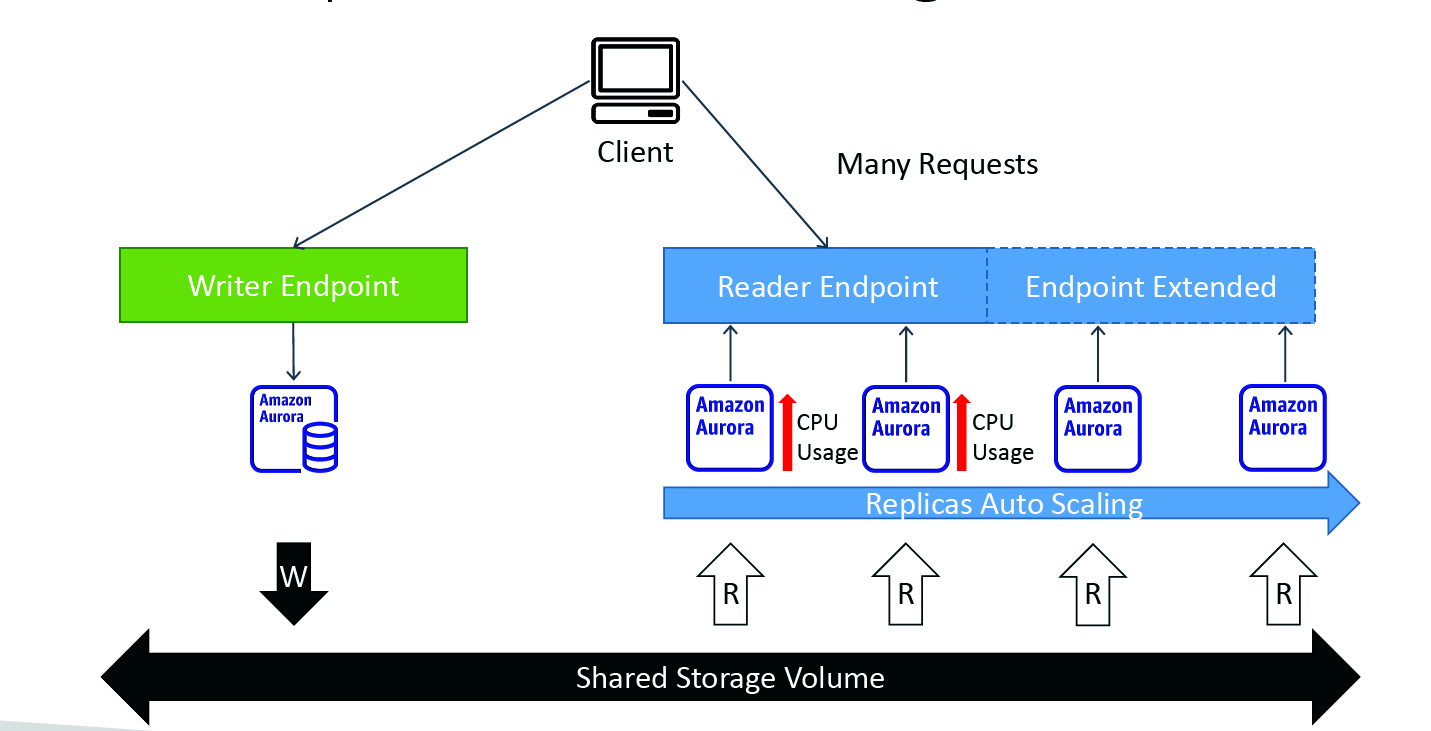 Client
Many Requests
Writer Endpoint
Reader Endpoint
Endpoint Extended
Amazon
Aurora
Amazon
Aurora
CPU
Usage
Amazon
Aurora
CPU
Usage
Amazon
Aurora
Amazon
Aurora
Replicas Auto Scaling
W
R
R
R
R
Shared Storage Volume